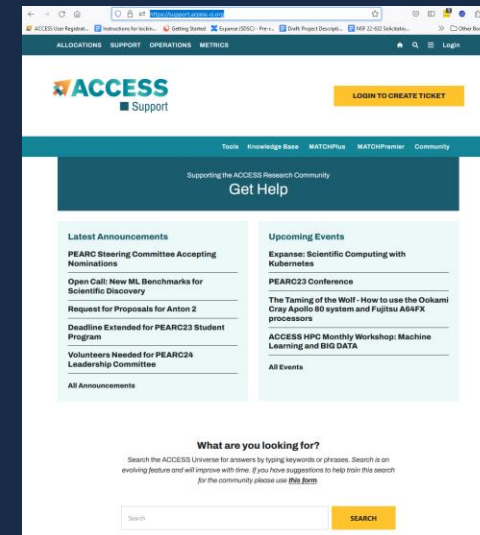 https://support.access-ci.org
ACCESS User Registrat...
Instructions for lockin...
Getting Started
Expanse (SDSC) - Pre-r...
Draft Project Descripti...
NSF 22-632 Solicitatio...
Other Boo
ALLOCATIONS SUPPORT OPERATIONS METRICS
Login
ACCESS
Support
LOGIN TO CREATE TICKET
Tools Knowledge Base MATCHPlus MATCHPremier Community
Supporting the ACCESS Research Community
Get Help
Latest Announcements
PEARC Steering Committee Accepting
Nominations
Open Call: New ML Benchmarks for
Scientific Discovery
Request for Proposals for Anton 2
Deadline Extended for PEARC23 Student
Program
Volunteers Needed for PEARC24
Leadership Committee
All Announcements
Upcoming Events
Expanse: Scientific Computing with
Kubernetes
PEARC23 Conference
The Taming of the Wolf - How to use the Ookami
Cray Apollo 80 system and Fujitsu A64FX
processors
ACCESS HPC Monthly Workshop: Machine
Learning and BIG DATA
All Events
What are you looking for?
Search the ACCESS Universe for answers by typing keywords or phrases. Search is an
evolving feature and will improve with time. If you have suggestions to help train this search
for the community please use this form.
Search
SEARCH